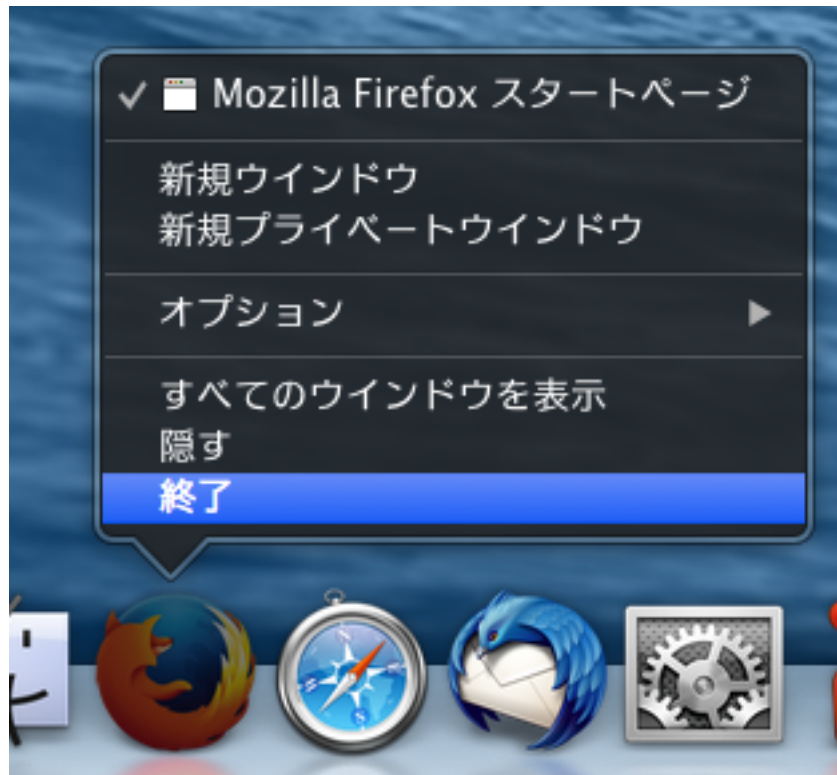 Mozilla Firefox スタートページ
新規ウインドウ
新規プライベートウインドウ
オプション
すべてのウインドウを表示
隠す
終了